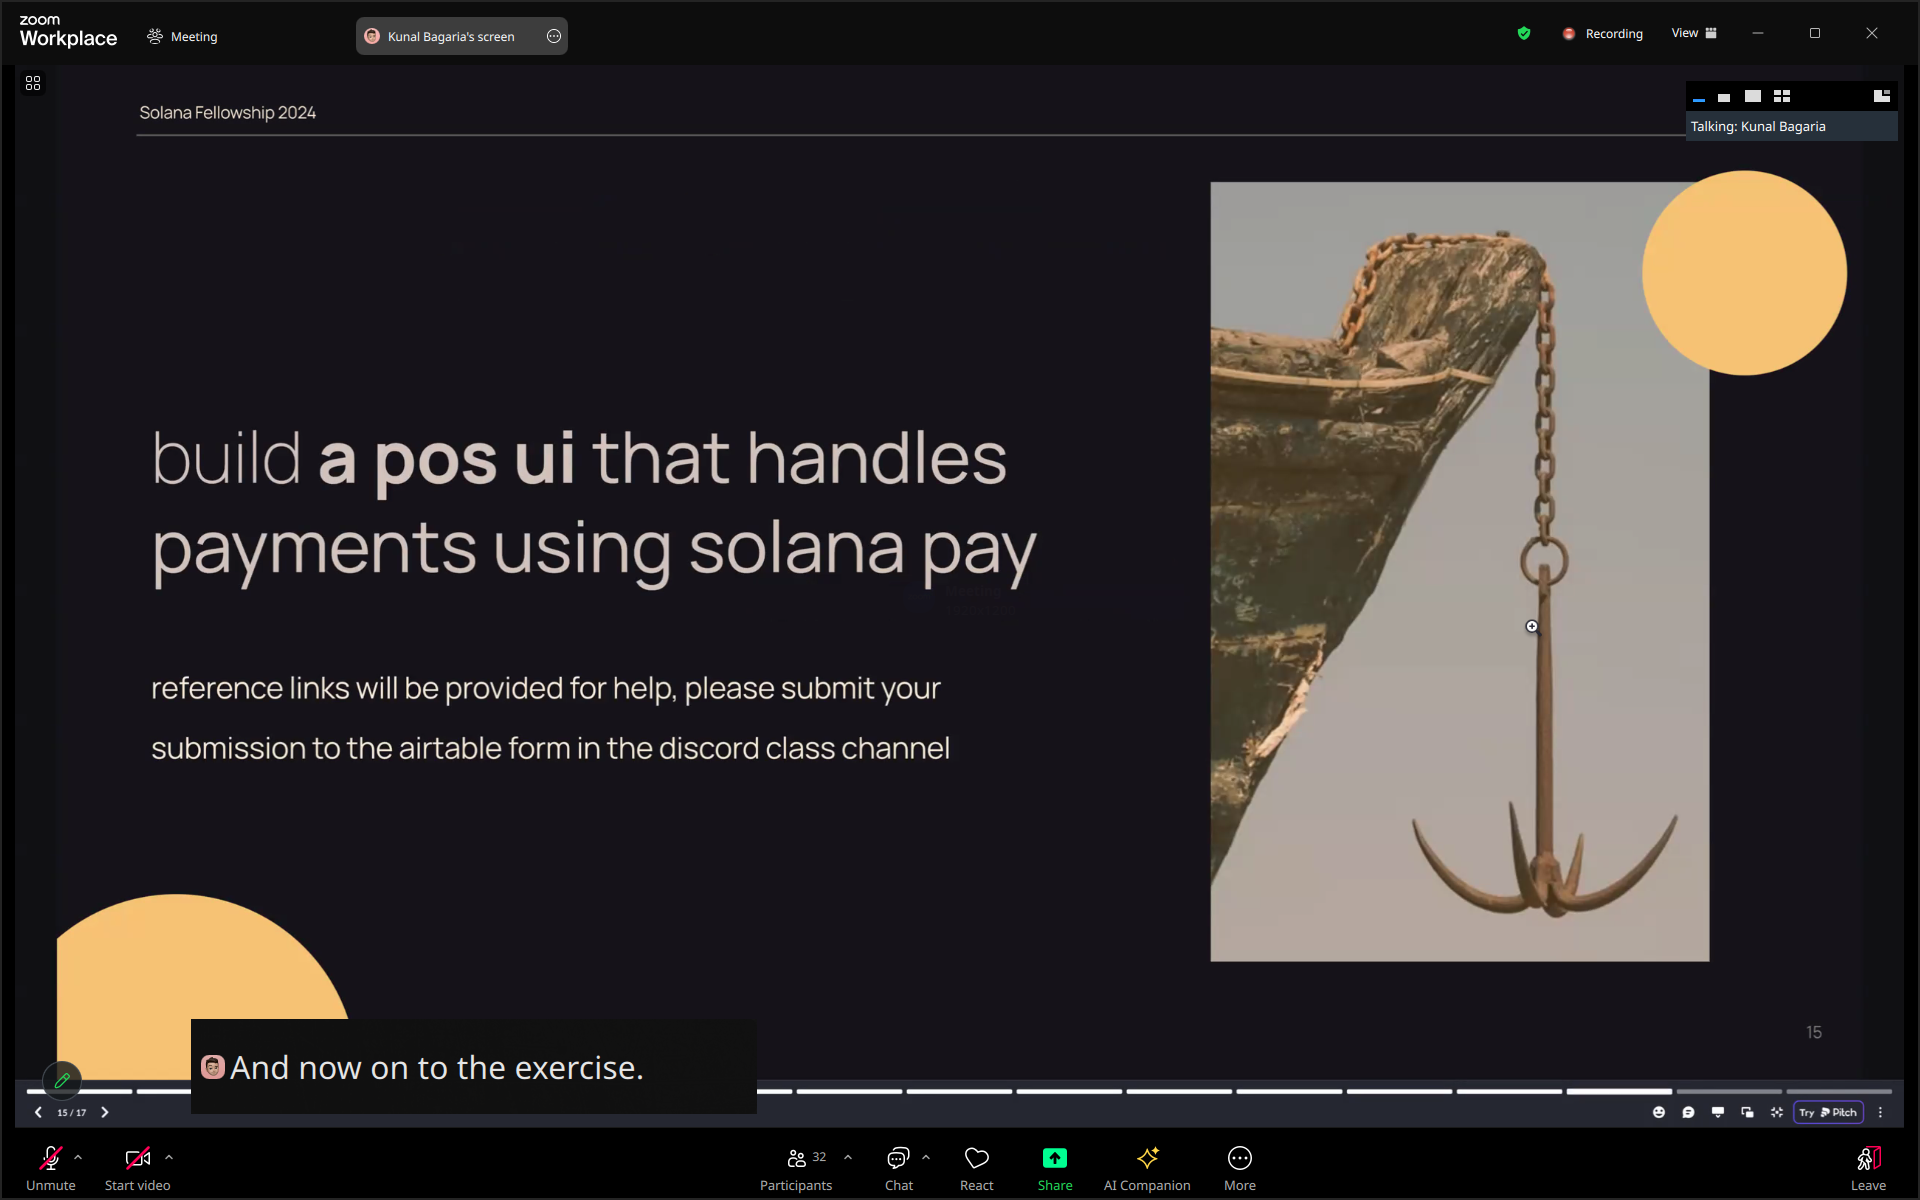 zoom
Workplace
Meeting
Kunal Bagaria's screen
Recording
View
Talking: Kunal Bagaria
Solana Fellowship 2024
build a pos ui that handles
payments using solana pay
reference links will be provided for help, please submit your
submission to the airtable form in the discord class channel
15
And now on to the exercise.
15 / 17
Try Pitch
Unmute
Start video
32
Participants
Chat
React
Share
AI Companion
More
Leave